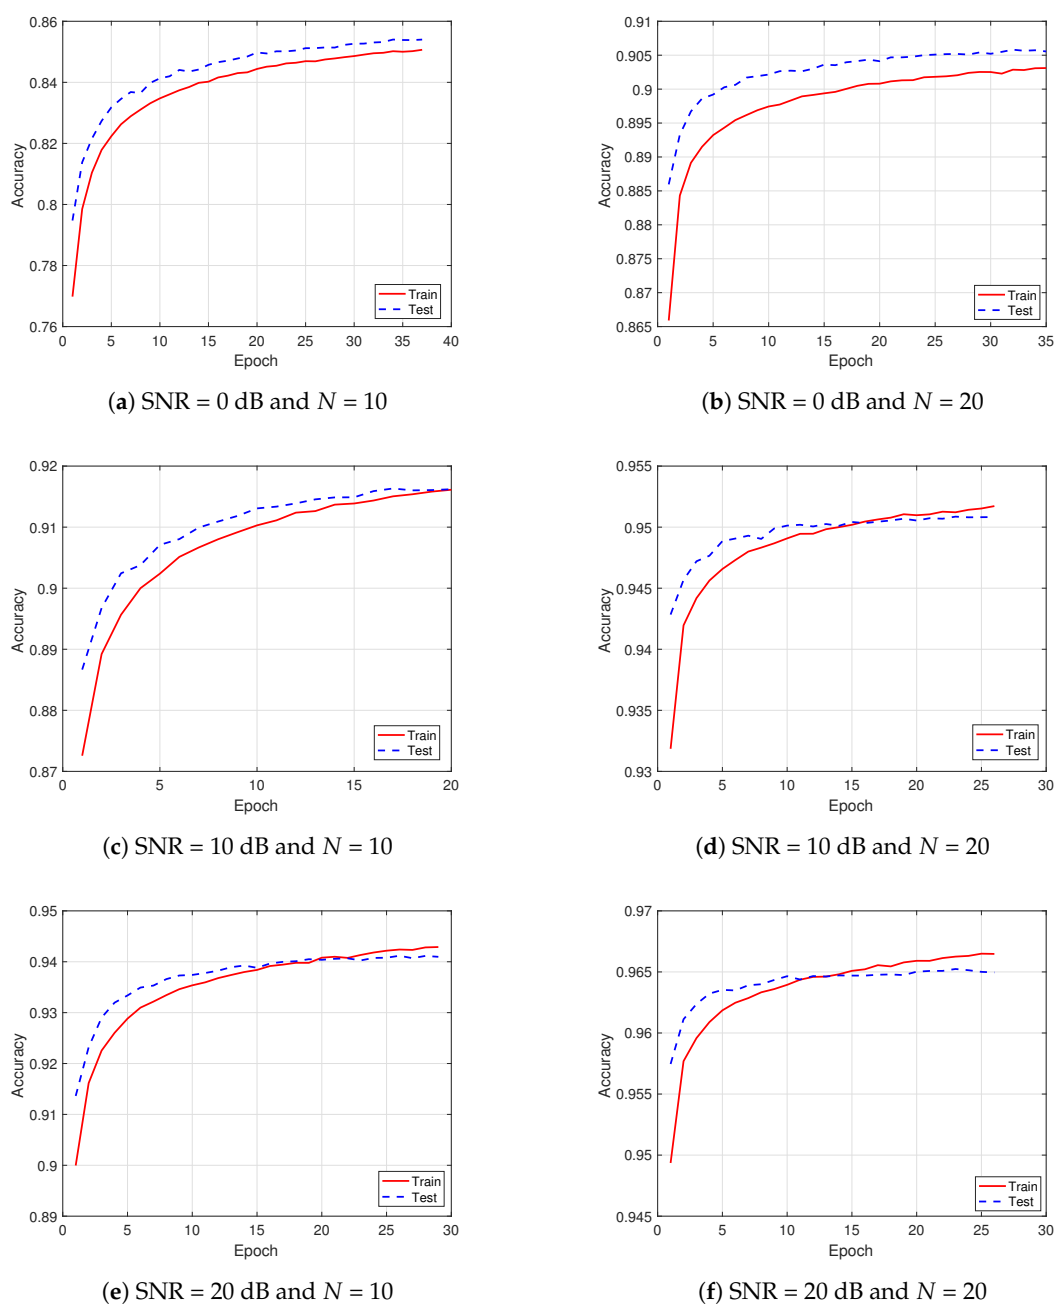 0.86
0.84
0.82
0.8
0.78
0.76
0 5 10 15 20 25 30 35 40
Accuracy
Epoch
Train
Test
(a) SNR = 0 dB and N = 10
0.91
0.905
0.9
0.895
0.89
0.885
0.88
0.875
0.87
0.865
0 5 10 15 20 25 30 35
Accuracy
Epoch
Train
Test
(b) SNR = 0 dB and N = 20
0.92
0.91
0.9
0.89
0.88
0.87
0 5 10 15 20
Accuracy
Epoch
Train
Test
(c) SNR = 10 dB and N = 10
0.955
0.95
0.945
0.94
0.935
0.93
0 5 10 15 20 25 30
Accuracy
Epoch
Train
Test
(d) SNR = 10 dB and N = 20
0.95
0.94
0.93
0.92
0.91
0.9
0.89
0 5 10 15 20 25 30
Accuracy
Epoch
Train
Test
(e) SNR = 20 dB and N = 10
0.97
0.965
0.96
0.955
0.95
0.945
0 5 10 15 20 25 30
Accuracy
Epoch
Train
Test
(f) SNR = 20 dB and N = 20